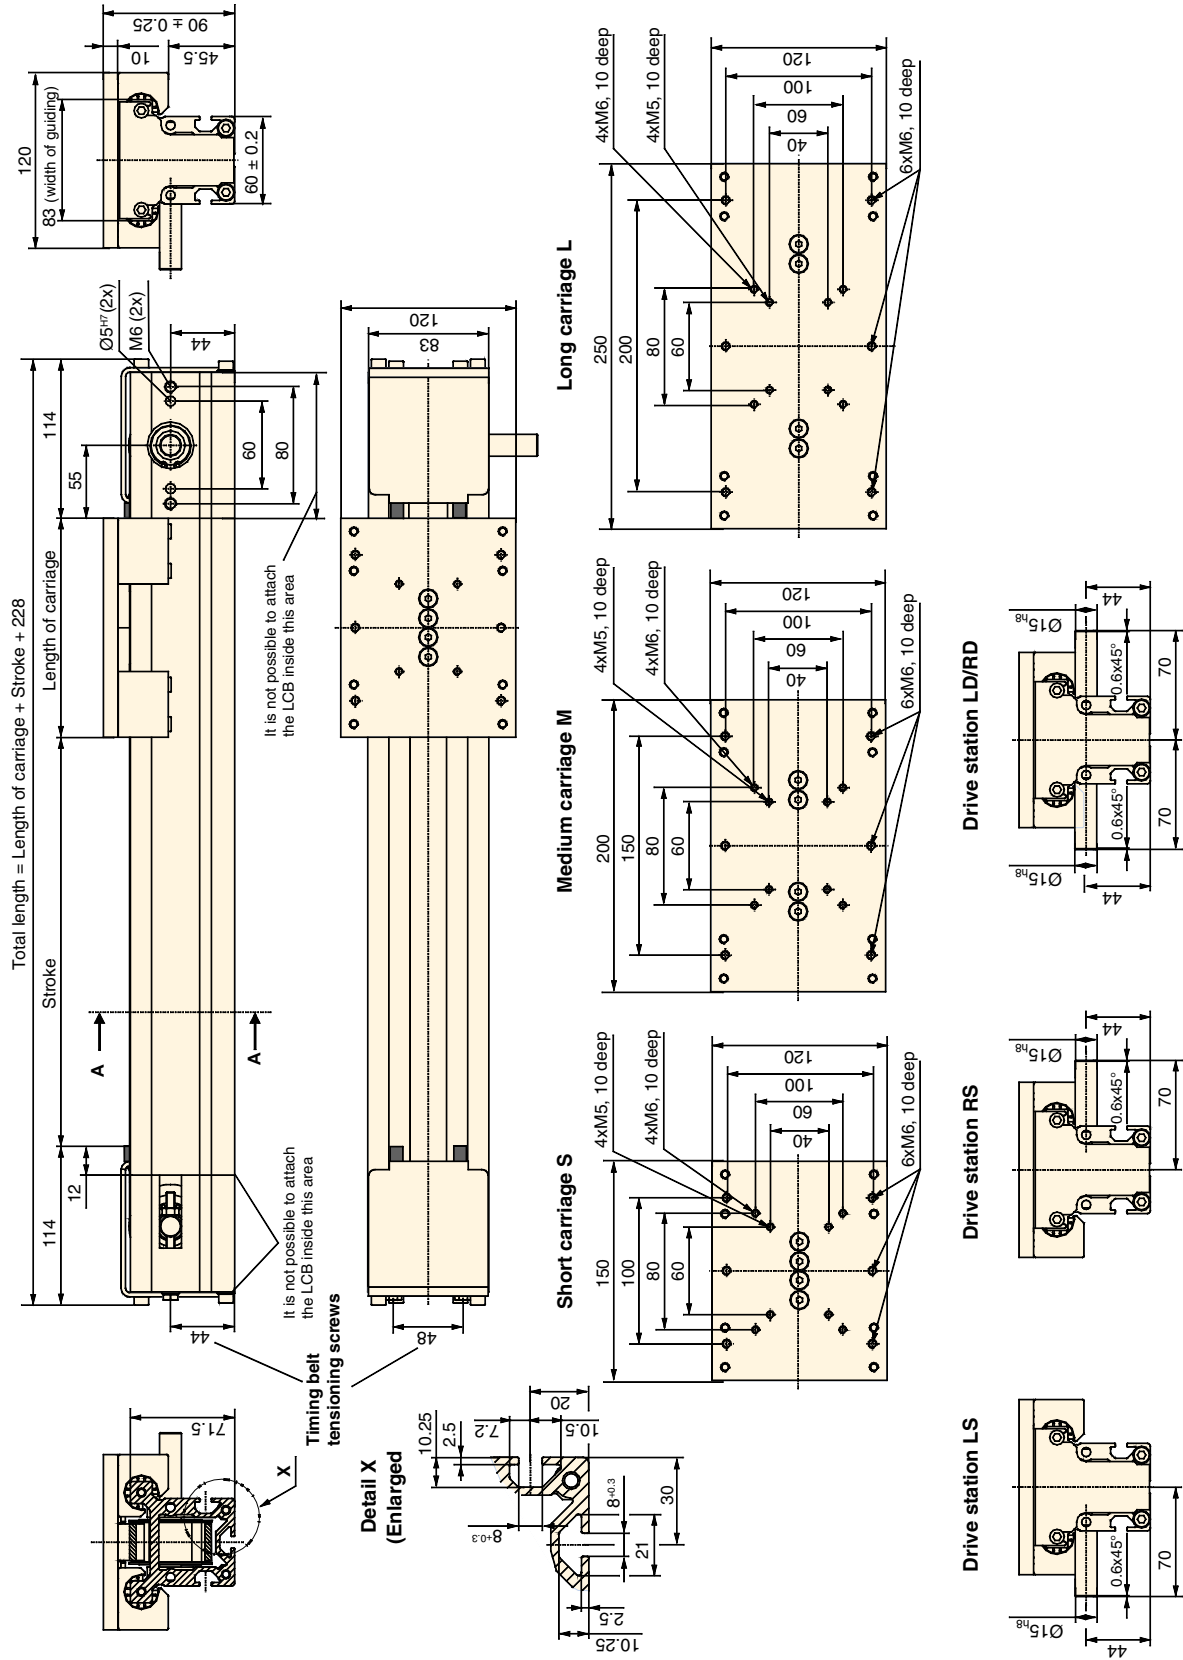 Total length = Length of carriage + Stroke + 228
114
Stroke
Length of carriage
114
12
55
A
A
44
44
60
80
Ø5H7 (2x)
M6 (2x)
It is not possible to attach
the LCB inside this area
It is not possible to attach
the LCB inside this area
120
83 (width of guiding)
60 ± 0.2
10
45.5
90 ± 0.25
71.5
X
Timing belt
tensioning screws
48
83
120
Detail X
(Enlarged
10.25
2.5
7.2
20
10.5
8+0.3
8+0.3
21
30
2.5
10.25
Short carriage S
150
100
80
60
4xM5, 10 deep
4xM6, 10 deep
40
60
100
120
6xM6, 10 deep
Medium carriage M
200
150
80
60
4xM5, 10 deep
4xM6, 10 deep
40
60
100
120
6xM6, 10 deep
Long carriage L
250
200
80
60
4xM6, 10 deep
4xM5, 10 deep
40
60
100
120
6xM6, 10 deep
Drive station LS
Ø15h8
44
0.6x45°
70
Drive station RS
Ø15h8
44
0.6x45°
70
Drive station LD/RD
Ø15h8
44
0.6x45°
70
Ø15h8
44
0.6x45°
70